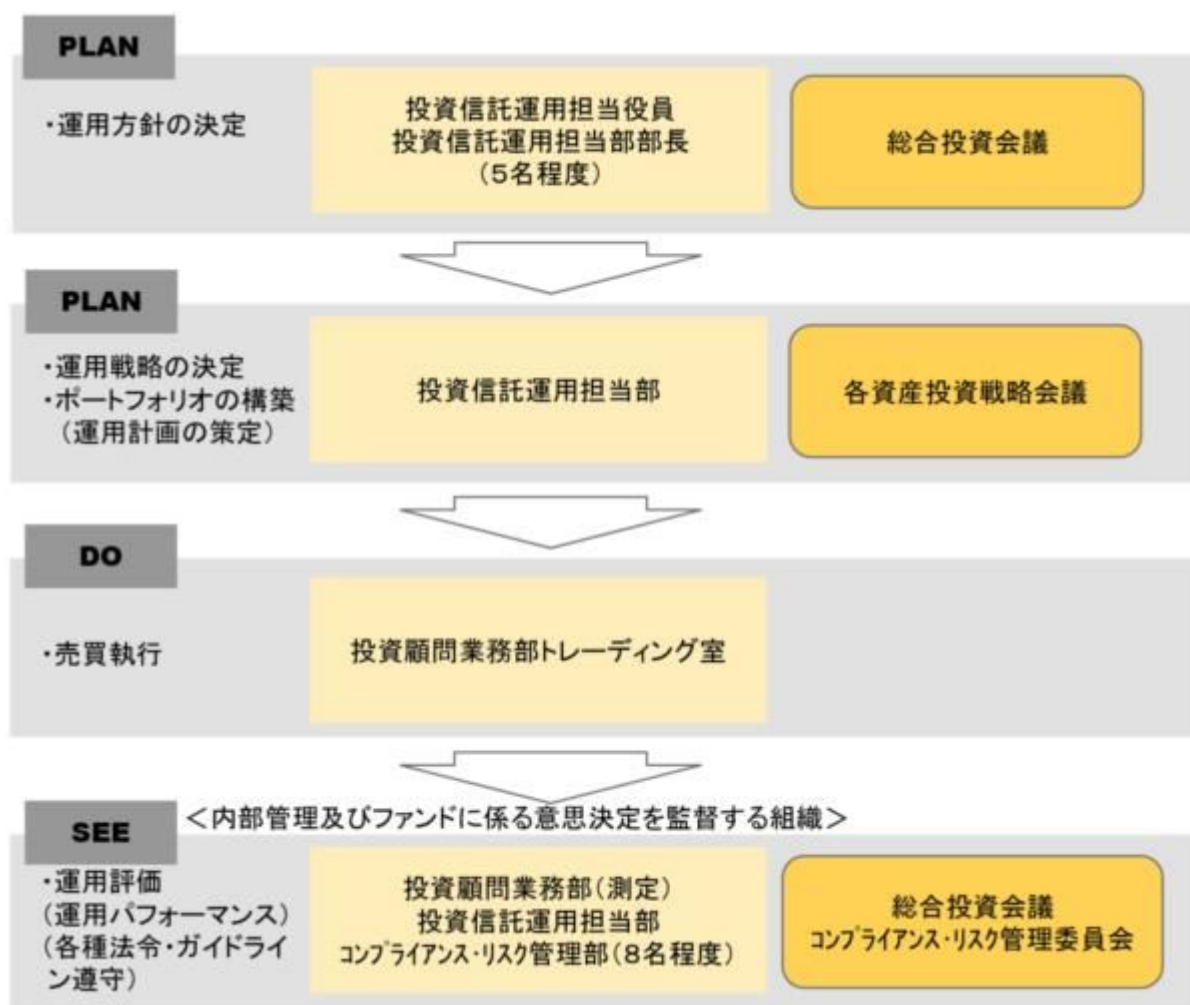 PLAN
・運用方針の決定
投資信託運用担当役員
投資信託運用担当部部長
(5名程度)
総合投資会議
PLAN
・運用戦略の決定
・ポートフォリオの構築
(運用計画の策定)
投資信託運用担当部
各資産投資戦略会議
DO
・売買執行
投資顧問業務部トレーディング室
SEE
＜内部管理及びファンドに係る意思決定を監督する組織＞
・運用評価
(運用パフォーマンス)
(各種法令・ガイドライ
ン遵守)
投資顧問業務部(測定)
投資信託運用担当部
コンプライアンス・リスク管理部(8名程度)
総合投資会議
コンプライアンス・リスク管理委員会